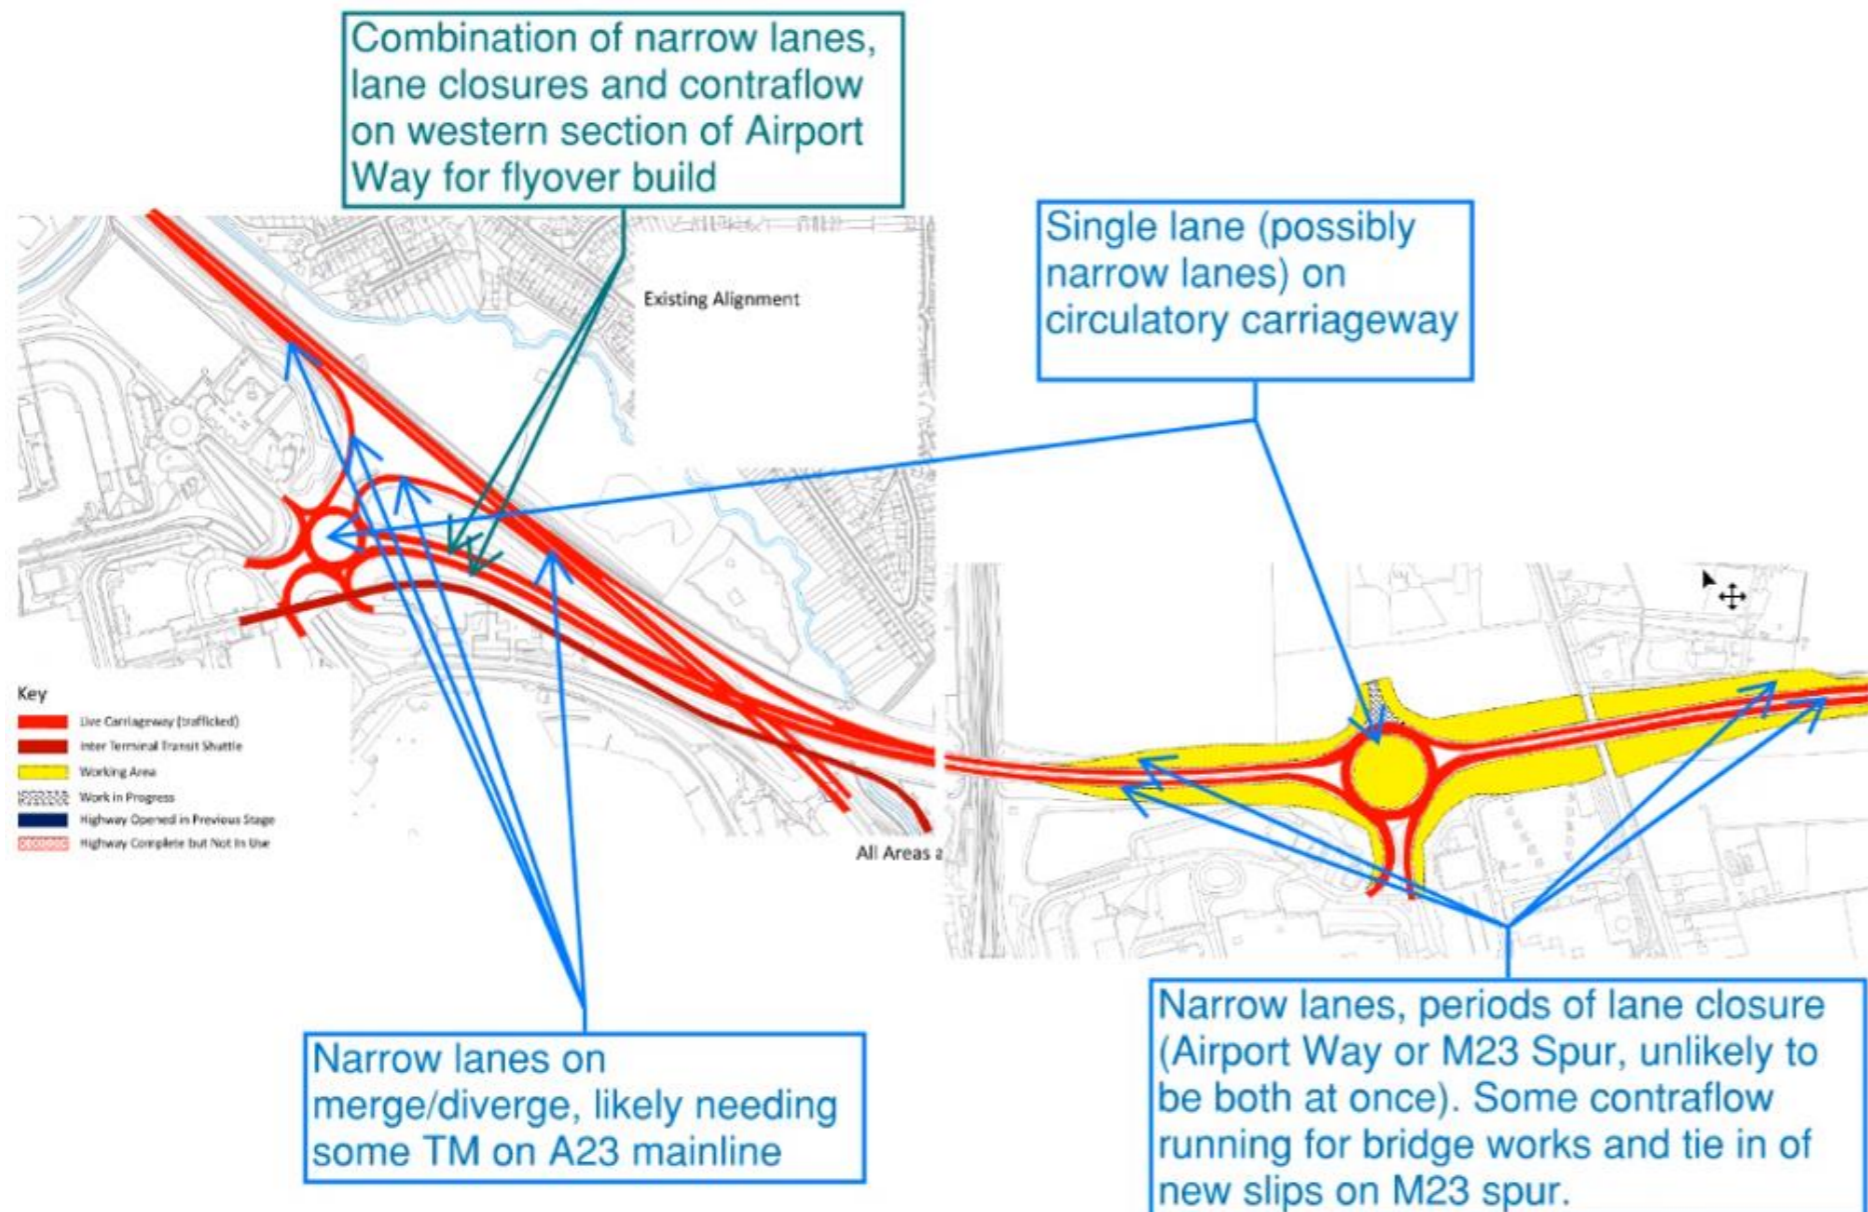 Combination of narrow lanes,
lane closures and contraflow
on western section of Airport
Way for flyover build
Single lane (possibly
narrow lanes) on
circulatory carriageway
Existing Alignment
Key
Live Carriageway (trafficked)
Inter Terminal Transit Shuttle
Working Area
Work in Progress
Highway Opened in Previous Stage
Highway Complete but Not In Use
All Areas a
Narrow lanes on
merge/diverge, likely needing
some TM on A23 mainline
Narrow lanes, periods of lane closure
(Airport Way or M23 Spur, unlikely to
be both at once). Some contraflow
running for bridge works and tie in of
new slips on M23 spur.